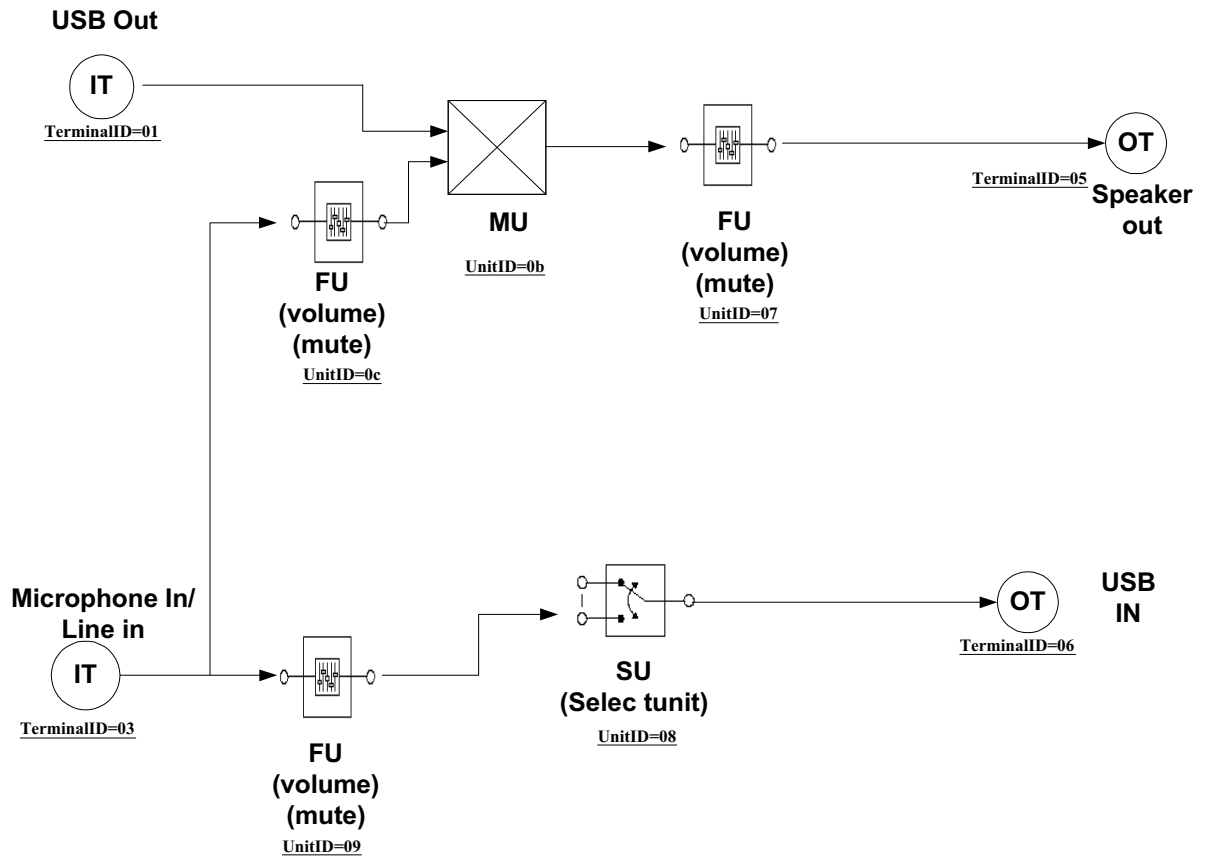 USB Out
IT
TerminalID=01
MU
UnitID=0b
FU
(volume)
(mute)
UnitID=0c
FU
(volume)
(mute)
UnitID=07
OT
TerminalID=05
Speaker
out
Microphone In/
Line in
IT
TerminalID=03
FU
(volume)
(mute)
UnitID=09
SU
(Selec tunit)
UnitID=08
OT
TerminalID=06
USB
IN